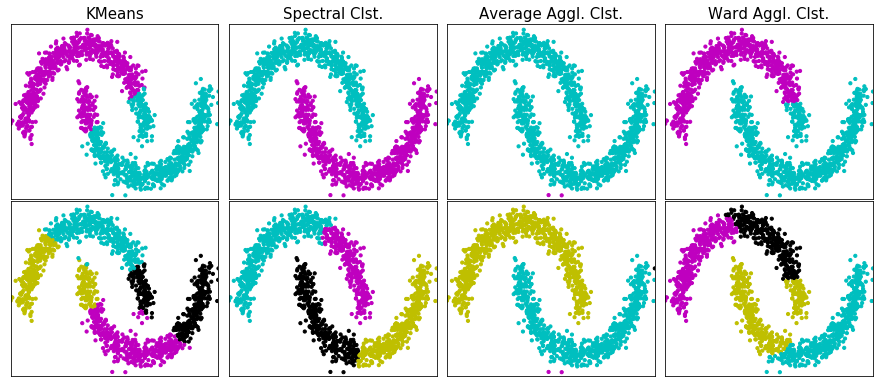 KMeans
Spectral Clst.
Average Aggl. Clst.
Ward Aggl. Clst.